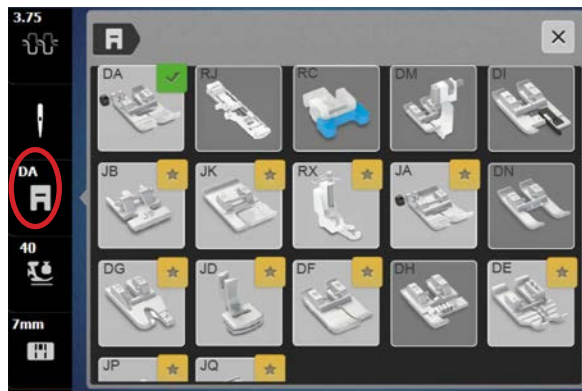 3.75
DA
40
7mm
DA RJ RC DM DI
JB JK RX JA DN
DG JD DF DH DE
JP JQ